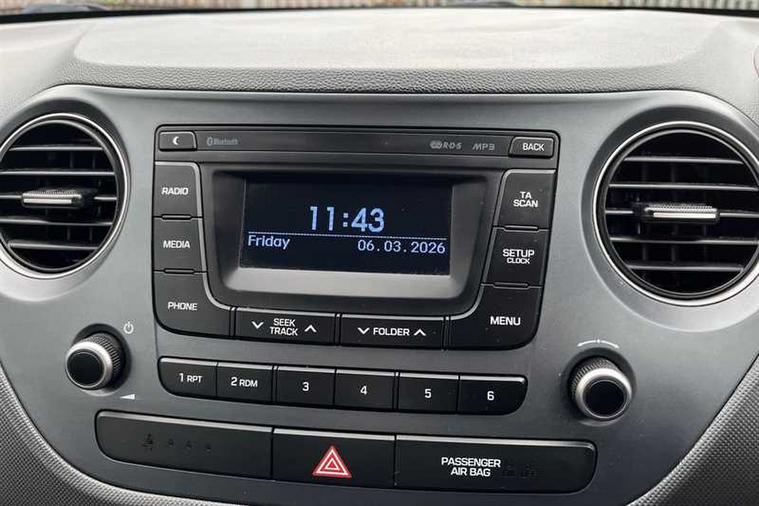 Bluetooth
R·D·S MP3 BACK
RADIO
MEDIA
PHONE
11:43
Friday 06.03.2026
TA
SCAN
SETUP
CLOCK
MENU
SEEK
TRACK
FOLDER
1 RPT 2 RDM 3 4 5 6
PASSENGER
AIR BAG